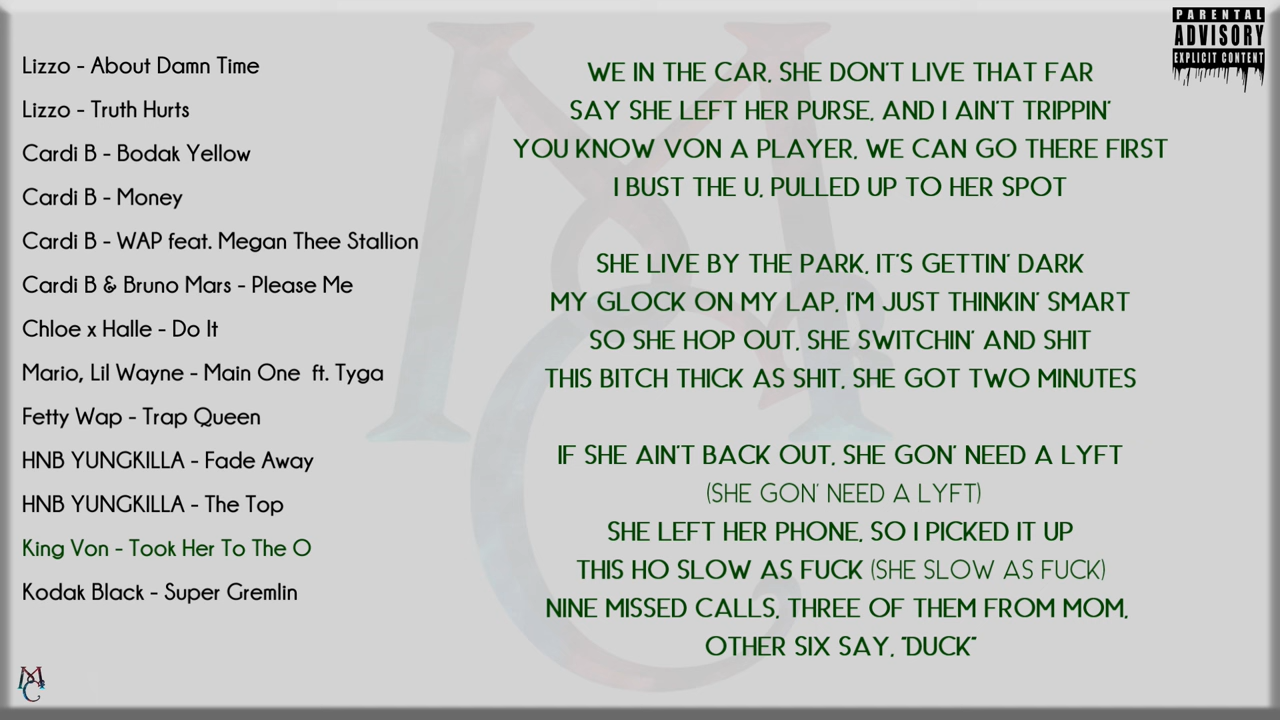 Lizzo - About Damn Time
Lizzo - Truth Hurts
Cardi B - Bodak Yellow
Cardi B - Money
Cardi B - WAP feat. Megan Thee Stallion
Cardi B & Bruno Mars - Please Me
Chloe x Halle - Do It
Mario, Lil Wayne - Main One  ft. Tyga
Fetty Wap - Trap Queen
HNB YUNGKILLA - Fade Away
HNB YUNGKILLA - The Top
King Von - Took Her To The O
Kodak Black - Super Gremlin
WE IN THE CAR, SHE DON'T LIVE THAT FAR
SAY SHE LEFT HER PURSE, AND I AIN'T TRIPPIN'
YOU KNOW VON A PLAYER, WE CAN GO THERE FIRST
I BUST THE U, PULLED UP TO HER SPOT
SHE LIVE BY THE PARK, IT'S GETTIN' DARK
MY GLOCK ON MY LAP, I'M JUST THINKIN' SMART
SO SHE HOP OUT, SHE SWITCHIN' AND SHIT
THIS BITCH THICK AS SHIT, SHE GOT TWO MINUTES
IF SHE AIN'T BACK OUT, SHE GON' NEED A LYFT
(SHE GON' NEED A LYFT)
SHE LEFT HER PHONE, SO I PICKED IT UP
THIS HO SLOW AS FUCK (SHE SLOW AS FUCK)
NINE MISSED CALLS, THREE OF THEM FROM MOM,
OTHER SIX SAY, "DUCK"
PARENTAL
ADVISORY
EXPLICIT CONTENT
MC